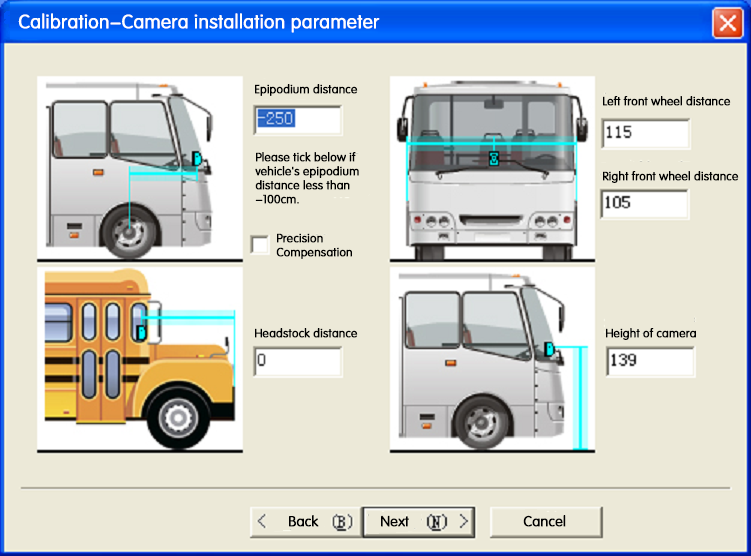 Calibration–Camera installation parameter
Epipodium distance
-250
Please tick below if
vehicle's epipodium
distance less than
–100cm.
Precision
Compensation
Left front wheel distance
115
Right front wheel distance
105
Headstock distance
0
Height of camera
139
< Back (B)
Next (N) >
Cancel